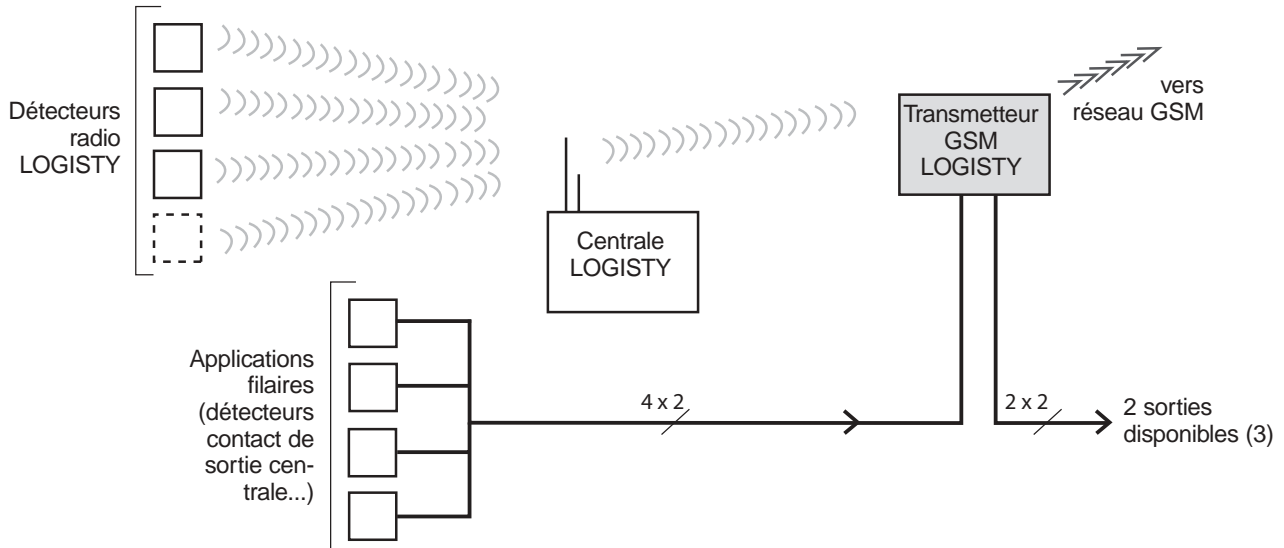 Détecteurs
radio
LOGISTY
Centrale
LOGISTY
Transmetteur
GSM
LOGISTY
vers
réseau GSM
Applications
filaires
(détecteurs
contact de
sortie cen-
trale...)
4 x 2
2 x 2
2 sorties
disponibles (3)